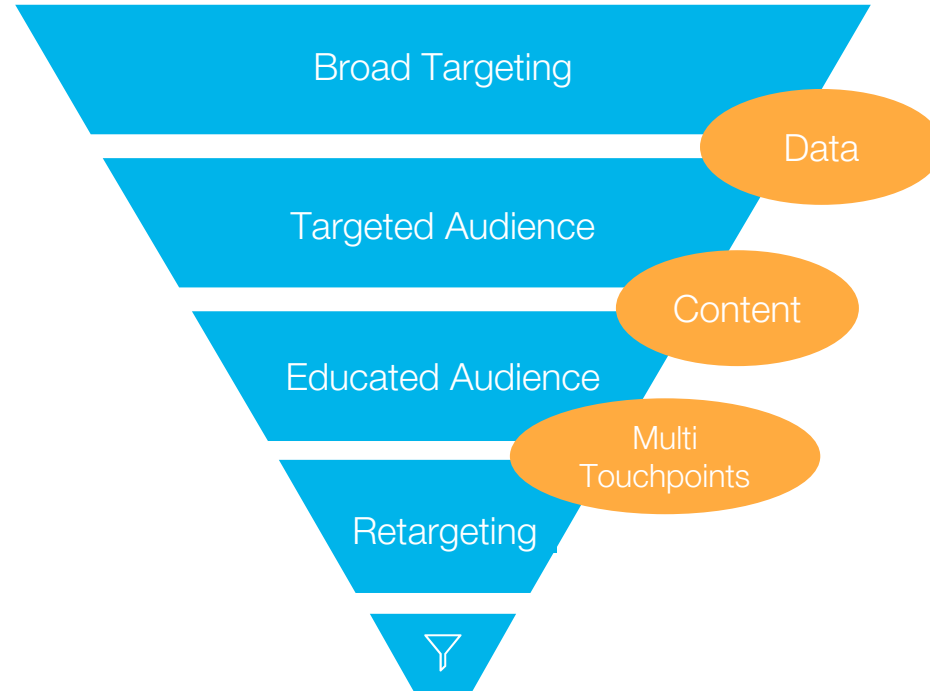 Broad Targeting
Data
Targeted Audience
Content
Educated Audience
Multi
Touchpoints
Retargeting